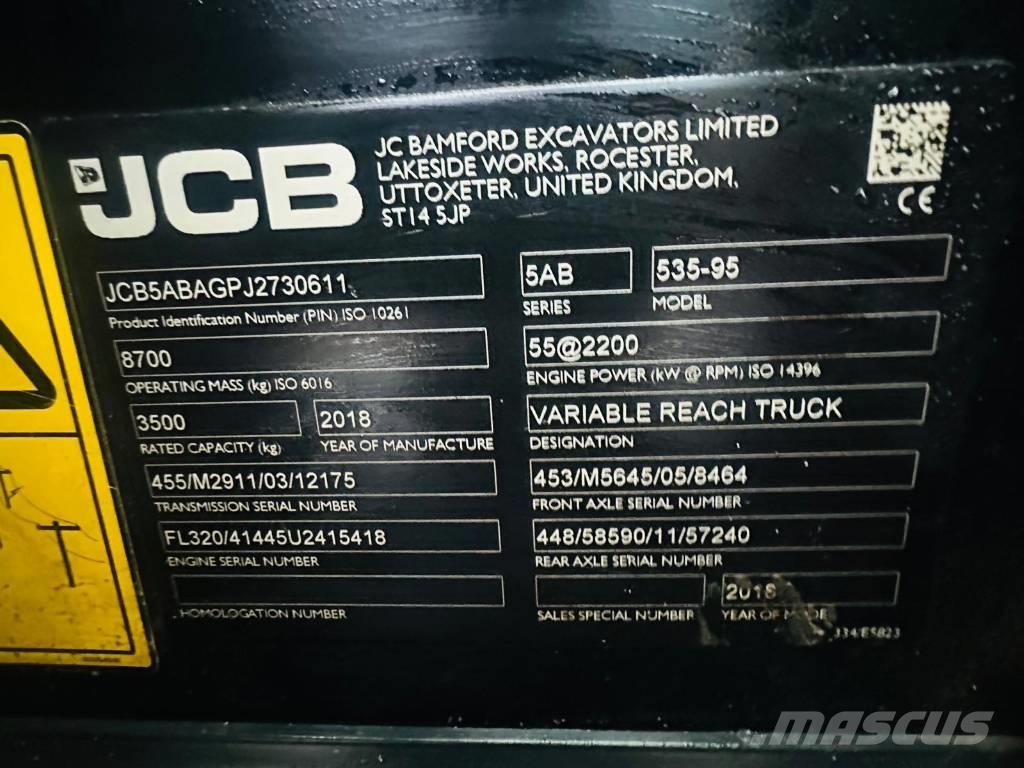 JCB
JC BAMFORD EXCAVATORS LIMITED
LAKESIDE WORKS, ROCESTER,
UTTOXETER, UNITED KINGDOM,
ST14 5JP
CE
JCB5ABAGPJ2730611
Product Identification Number (PIN) ISO 10261
5AB
SERIES
535-95
MODEL
8700
OPERATING MASS (kg) ISO 6016
55@2200
ENGINE POWER (kW @ RPM) ISO 14396
3500
RATED CAPACITY (kg)
2018
YEAR OF MANUFACTURE
VARIABLE REACH TRUCK
DESIGNATION
455/M2911/03/12175
TRANSMISSION SERIAL NUMBER
453/M5645/05/8464
FRONT AXLE SERIAL NUMBER
FL320/41445U2415418
ENGINE SERIAL NUMBER
448/58590/11/57240
REAR AXLE SERIAL NUMBER
HOMOLOGATION NUMBER
SALES SPECIAL NUMBER
2018
YEAR OF
334/E5823
MASCUS